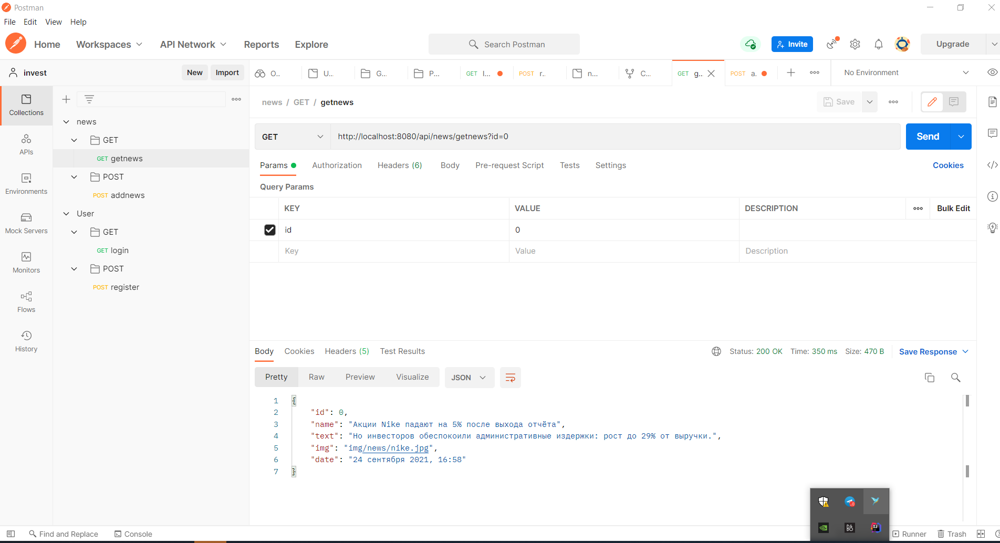 Postman
File Edit View Help
Home Workspaces API Network Reports Explore Search Postman Invite Upgrade
invest New Import O.. U... G... P... GET l... POST r.. n... C... GET g.. POST a. No Environment
Collections
news / GET / getnews Save
news
GET
GET http://localhost:8080/api/news/getnews?id=0 Send
APIs
GET getnews
Params Authorization Headers (6) Body Pre-request Script Tests Settings Cookies
POST
Query Params
Environments
POST addnews
KEY VALUE DESCRIPTION Bulk Edit
User
Mock Servers
GET
id 0
GET login
Key Value Description
Monitors
POST
POST register
Flows
History
Body Cookies Headers (5) Test Results Status: 200 OK Time: 350 ms Size: 470 B Save Response
Pretty Raw Preview Visualize JSON
1 {
2 "id": 0,
3 "name": "Акции Nike падают на 5% после выхода отчёта",
4 "text": "Но инвесторов обеспокоили административные издержки: рост до 29% от выручки.",
5 "img": "img/news/nike.jpg",
6 "date": "24 сентября 2021, 16:58"
7 }
Find and Replace Console Runner Trash